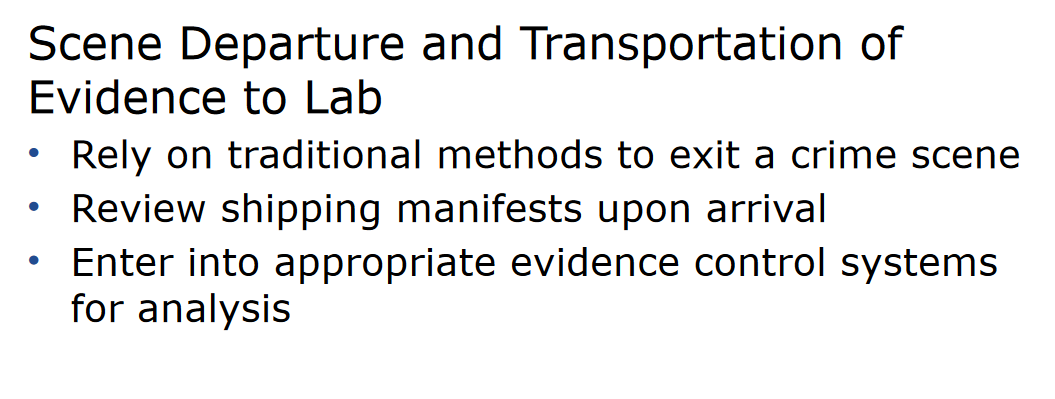 Scene Departure and Transportation of
Evidence to Lab
• Rely on traditional methods to exit a crime scene
• Review shipping manifests upon arrival
• Enter into appropriate evidence control systems
for analysis